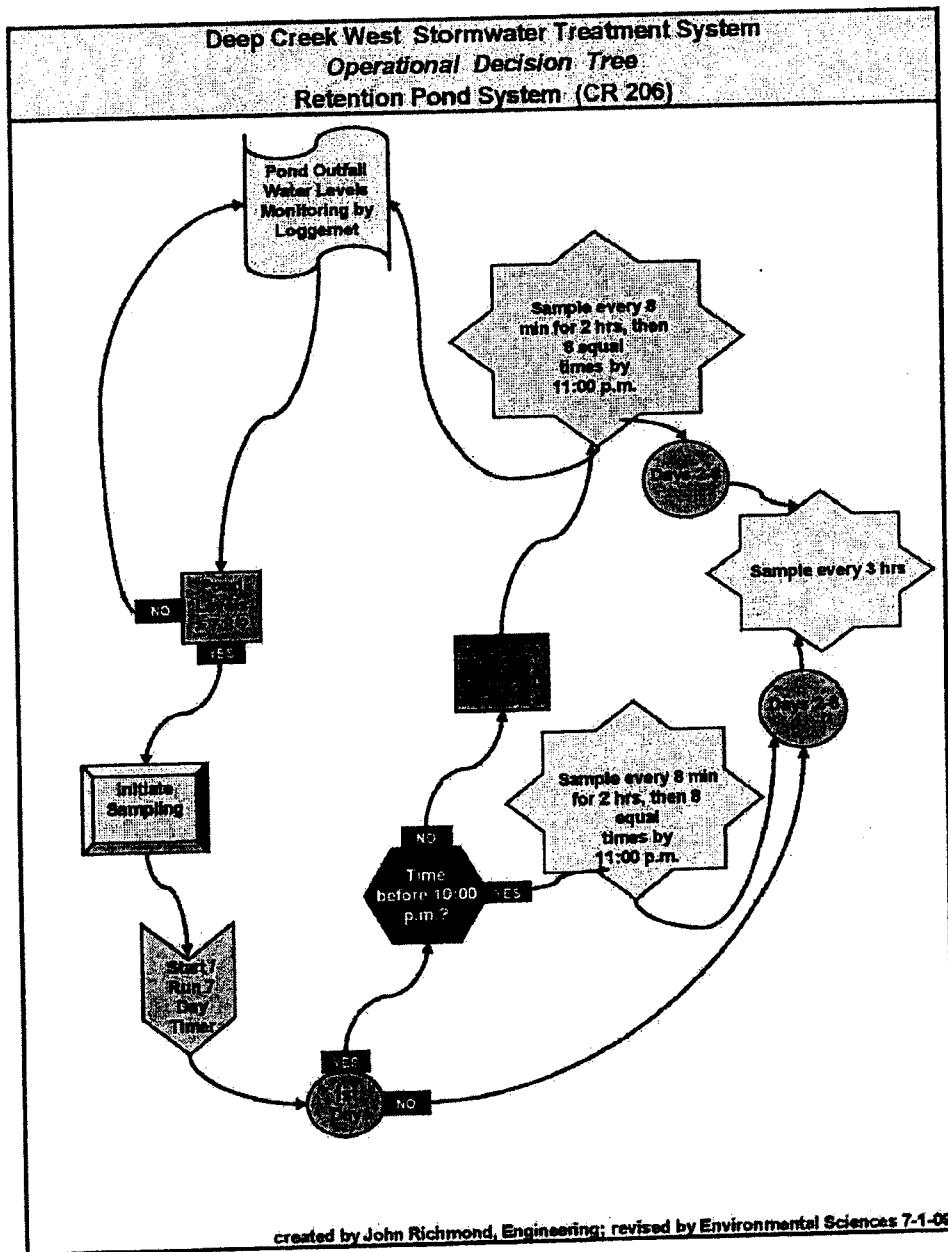 Deep Creek West Stormwater Treatment System
Operational Decision Tree
Retention Pond System (CR 206)
Pond Outfall
Water Levels
Monitoring by
Loggernet
Sample every 8
min for 2 hrs, then
8 equal
times by
11:00 p.m.
Days
Sample every 3 hrs
NO
YES
Days
Initiate
Sampling
Sample every 8 min
for 2 hrs, then 8
equal
times by
11:00 p.m.
NO
Time
before 10:00
p.m.?
YES
Start /
Run 7
Day
Timer
YES
Day
NO
created by John Richmond, Engineering; revised by Environmental Sciences 7-1-09